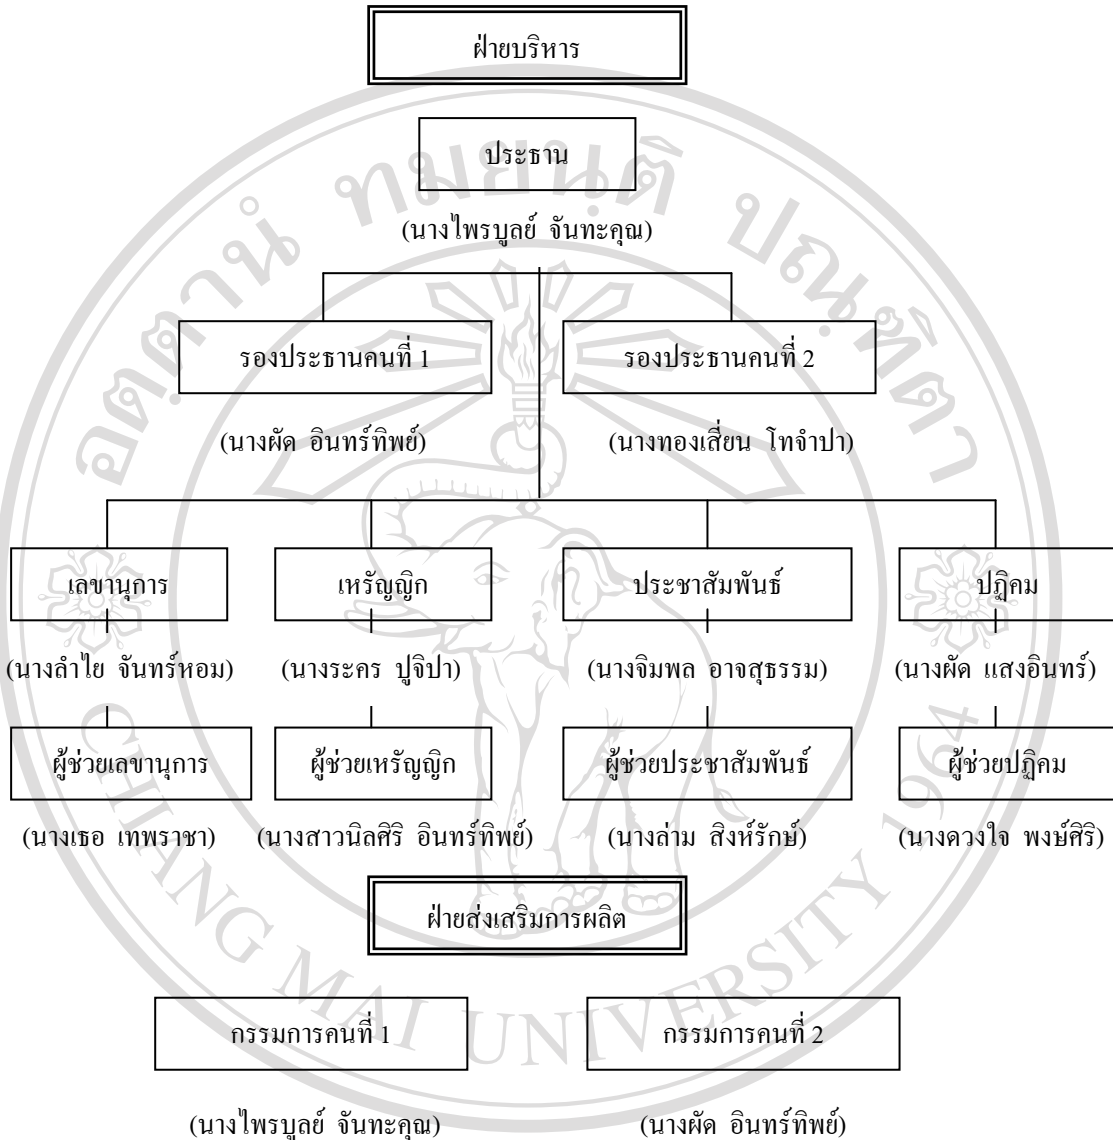 ฝ่ายบริหาร
ประธาน
(นางไพรบูลย์ จันทะคุณ)
รองประธานคนที่ 1 รองประธานคนที่ 2
(นางผัด อินทร์ทิพย์) (นางทองเสี่ยน โทจำปา)
เลขานุการ เหรัญญิก ประชาสัมพันธ์ ปฏิคม
(นางลำไย จันทร์หอม) (นางระคร ปูจิปา) (นางจิมพล อาจสุธรรม) (นางผัด แสงอินทร์)
ผู้ช่วยเลขานุการ ผู้ช่วยเหรัญญิก ผู้ช่วยประชาสัมพันธ์ ผู้ช่วยปฏิคม
(นางเธอ เทพราชา) (นางสาวนิลศิริ อินทร์ทิพย์) (นางล่าม สิงห์รักษ์) (นางดวงใจ พงษ์ศิริ)
ฝ่ายส่งเสริมการผลิต
กรรมการคนที่ 1 กรรมการคนที่ 2
(นางไพรบูลย์ จันทะคุณ) (นางผัด อินทร์ทิพย์)
อตฺตานํ ทมยนฺติ ปณฺฑิตา
CHIANG MAI UNIVERSITY 1964